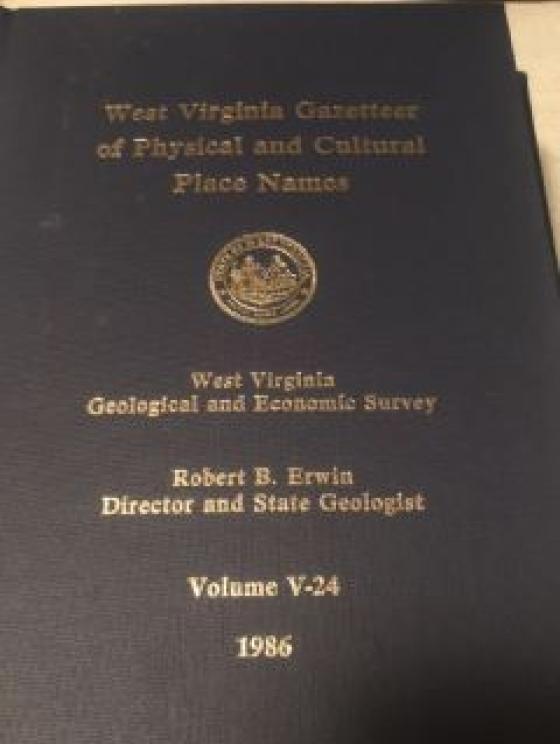 West Virginia Gazetteer
of Physical and Cultural
Place Names
West Virginia
Geological and Economic Survey
Robert B. Erwin
Director and State Geologist
Volume V-24
1986